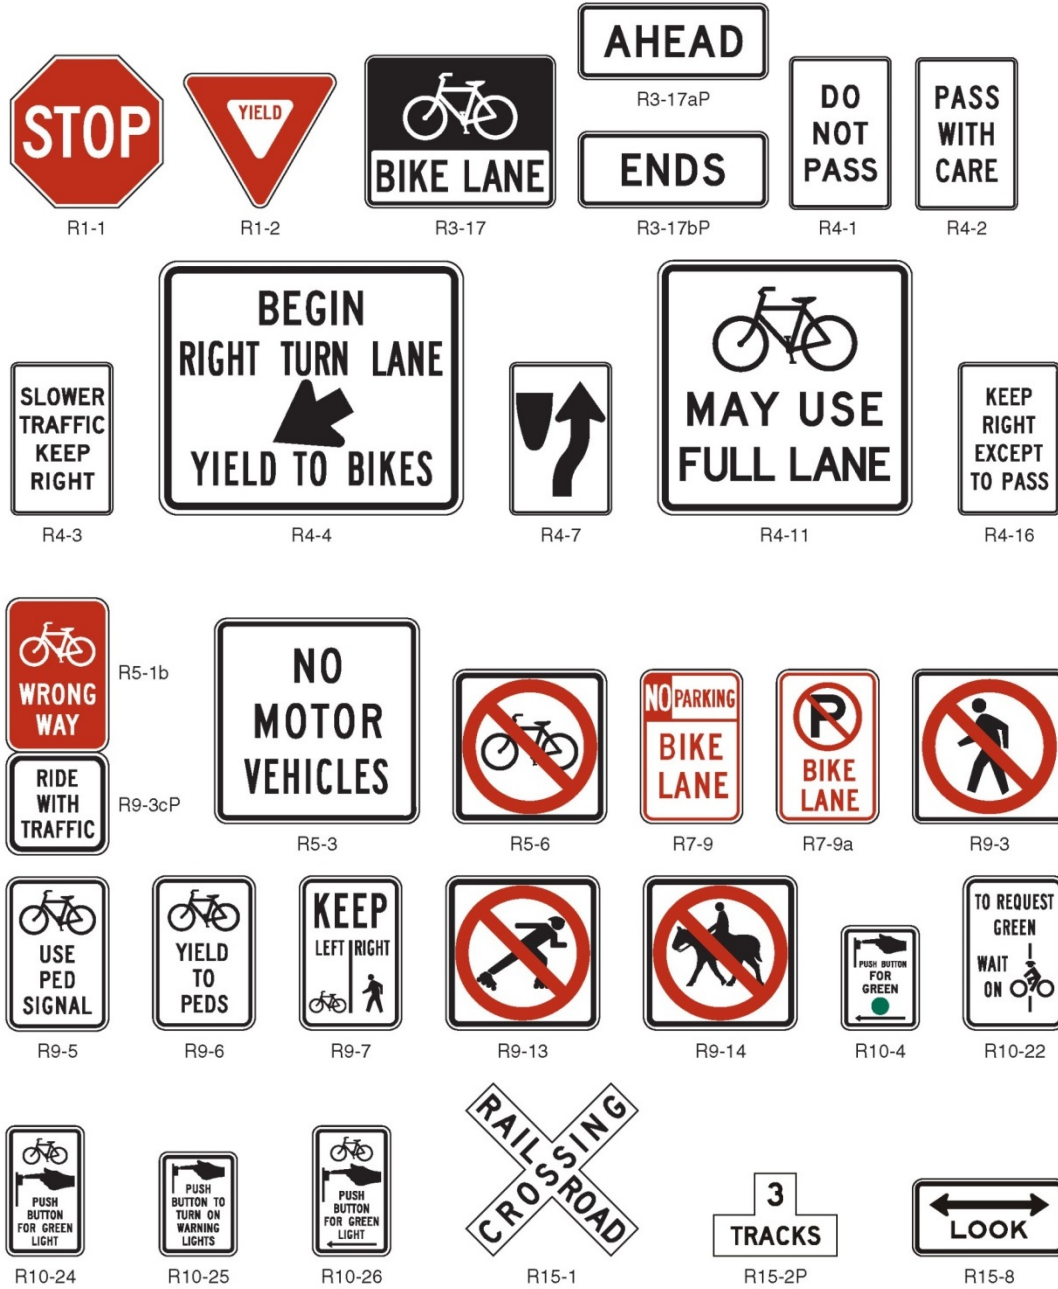 STOP
R1-1
YIELD
R1-2
BIKE LANE
R3-17
AHEAD
R3-17aP
ENDS
R3-17bP
DO
NOT
PASS
R4-1
PASS
WITH
CARE
R4-2
SLOWER
TRAFFIC
KEEP
RIGHT
R4-3
BEGIN
RIGHT TURN LANE
YIELD TO BIKES
R4-4
R4-7
MAY USE
FULL LANE
R4-11
KEEP
RIGHT
EXCEPT
TO PASS
R4-16
WRONG
WAY
R5-1b
RIDE
WITH
TRAFFIC
R9-3cP
NO
MOTOR
VEHICLES
R5-3
R5-6
NO PARKING
BIKE
LANE
R7-9
P
BIKE
LANE
R7-9a
R9-3
USE
PED
SIGNAL
R9-5
YIELD
TO
PEDS
R9-6
KEEP
LEFT RIGHT
R9-7
R9-13
R9-14
PUSH BUTTON
FOR
GREEN
R10-4
TO REQUEST
GREEN
WAIT
ON
R10-22
PUSH
BUTTON
FOR GREEN
LIGHT
R10-24
PUSH
BUTTON TO
TURN ON
WARNING
LIGHTS
R10-25
PUSH
BUTTON
FOR GREEN
LIGHT
R10-26
RAILROAD
CROSSING
R15-1
3
TRACKS
R15-2P
LOOK
R15-8